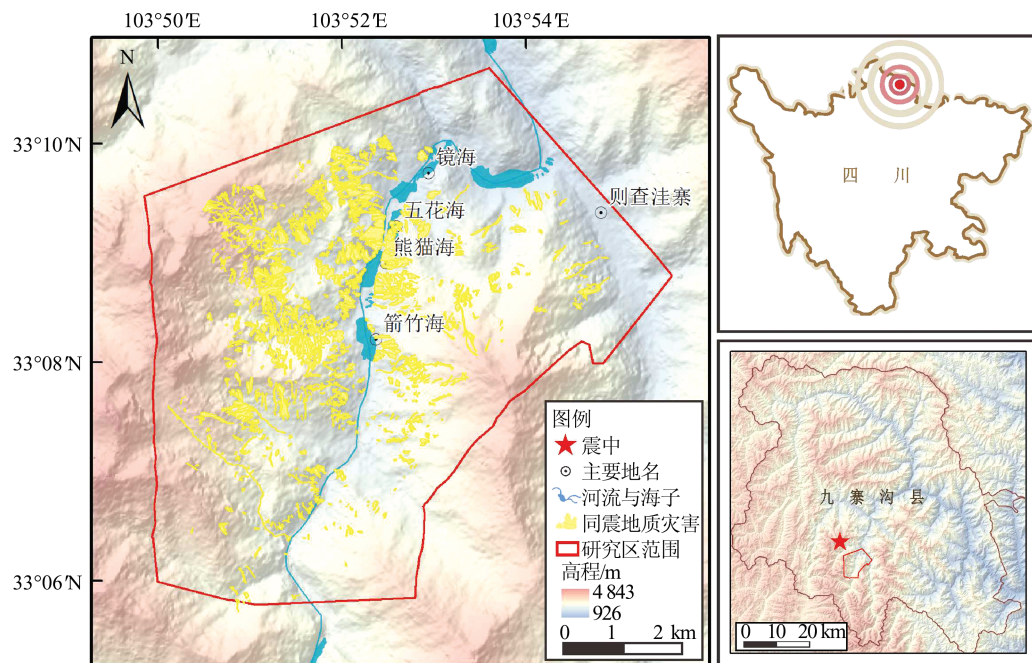 103°50′E
103°52′E
103°54′E
N
33°10′N
33°08′N
33°06′N
镜海
则查洼寨
五花海
熊猫海
箭竹海
图例
震中
主要地名
河流与海子
同震地质灾害
研究区范围
高程/m
4 843
926
0 1 2 km
四 川
九 寨 沟 县
0 10 20 km